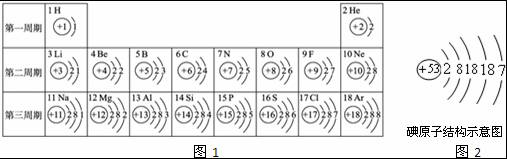 1 H 2 He
第一周期 +1 1 +2 2
3 Li 4 Be 5 B 6 C 7 N 8 O 9 F 10 Ne
第二周期 +3 2 1 +4 2 2 +5 2 3 +6 2 4 +7 2 5 +8 2 6 +9 2 7 +10 2 8
11 Na 12 Mg 13 Al 14 Si 15 P 16 S 17 Cl 18 Ar
第三周期 +11 2 8 1 +12 2 8 2 +13 2 8 3 +14 2 8 4 +15 2 8 5 +16 2 8 6 +17 2 8 7 +18 2 8 8
图 1
+53 2 8 18 18 7
碘原子结构示意图
图 2